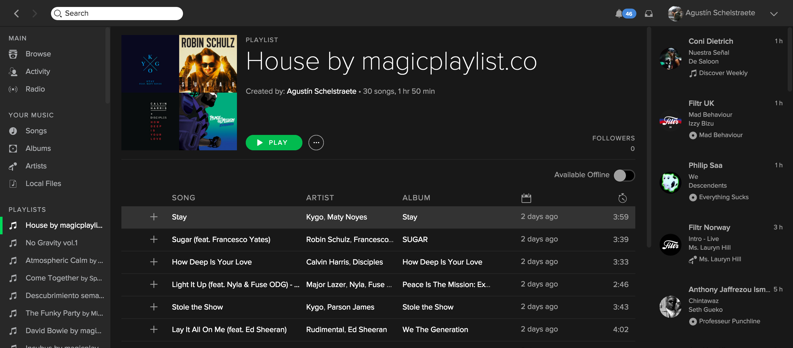 Search
46
Agustín Schelstraete
MAIN
Browse
Activity
Radio
YOUR MUSIC
Songs
Albums
Artists
Local Files
PLAYLISTS
House by magicplayli...
No Gravity vol.1
Atmospheric Calm by ...
Come Together by Sp...
Descubrimiento sema...
The Funky Party by Mi...
David Bowie by magi...
ROBIN SCHULZ
KYGO
PLAYLIST
House by magicplaylist.co
Created by: Agustín Schelstraete • 30 songs, 1 hr 50 min
PLAY
FOLLOWERS
0
Available Offline
SONG ARTIST ALBUM
Stay Kygo, Maty Noyes Stay 2 days ago 3:59
Sugar (feat. Francesco Yates) Robin Schulz, Francesco... SUGAR 2 days ago 3:39
How Deep Is Your Love Calvin Harris, Disciples How Deep Is Your Love 2 days ago 3:33
Light It Up (feat. Nyla & Fuse ODG) - ... Major Lazer, Nyla, Fuse ... Peace Is The Mission: Ex... 2 days ago 2:46
Stole the Show Kygo, Parson James Stole the Show 2 days ago 3:43
Lay It All On Me (feat. Ed Sheeran) Rudimental, Ed Sheeran We The Generation 2 days ago 4:02
Coni Dietrich 1 h
Nuestra Señal
De Saloon
Discover Weekly
Filtr UK 1 h
Mad Behaviour
Izzy Bizu
Mad Behaviour
Filtr
Philip Saa 1 h
We
Descendents
Everything Sucks
Filtr Norway 3 h
Intro - Live
Ms. Lauryn Hill
Ms. Lauryn Hill
Filtr
Anthony Jaffrezou Ism... 5 h
Chintawaz
Seth Gueko
Professeur Punchline